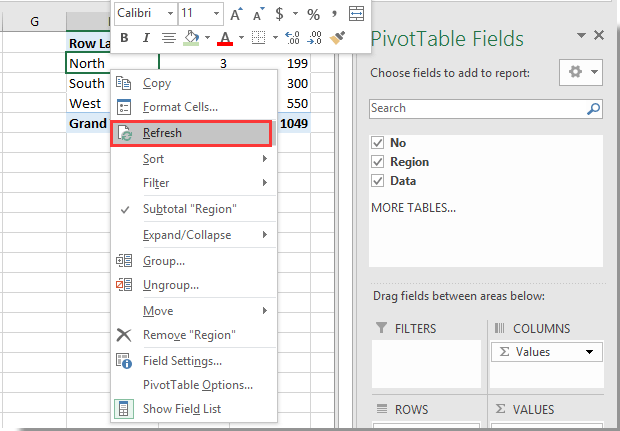 Calibri 11 A A $ % ,
B I A .00 .0
G
Row La
North 3 199
South 300
West 550
Grand 1049
Copy
Format Cells...
Refresh
Sort
Filter
Subtotal "Region"
Expand/Collapse
Group...
Ungroup...
Move
Remove "Region"
Field Settings...
PivotTable Options...
Show Field List
PivotTable Fields
Choose fields to add to report:
Search
No
Region
Data
MORE TABLES...
Drag fields between areas below:
FILTERS
COLUMNS
Σ Values
ROWS
Σ VALUES